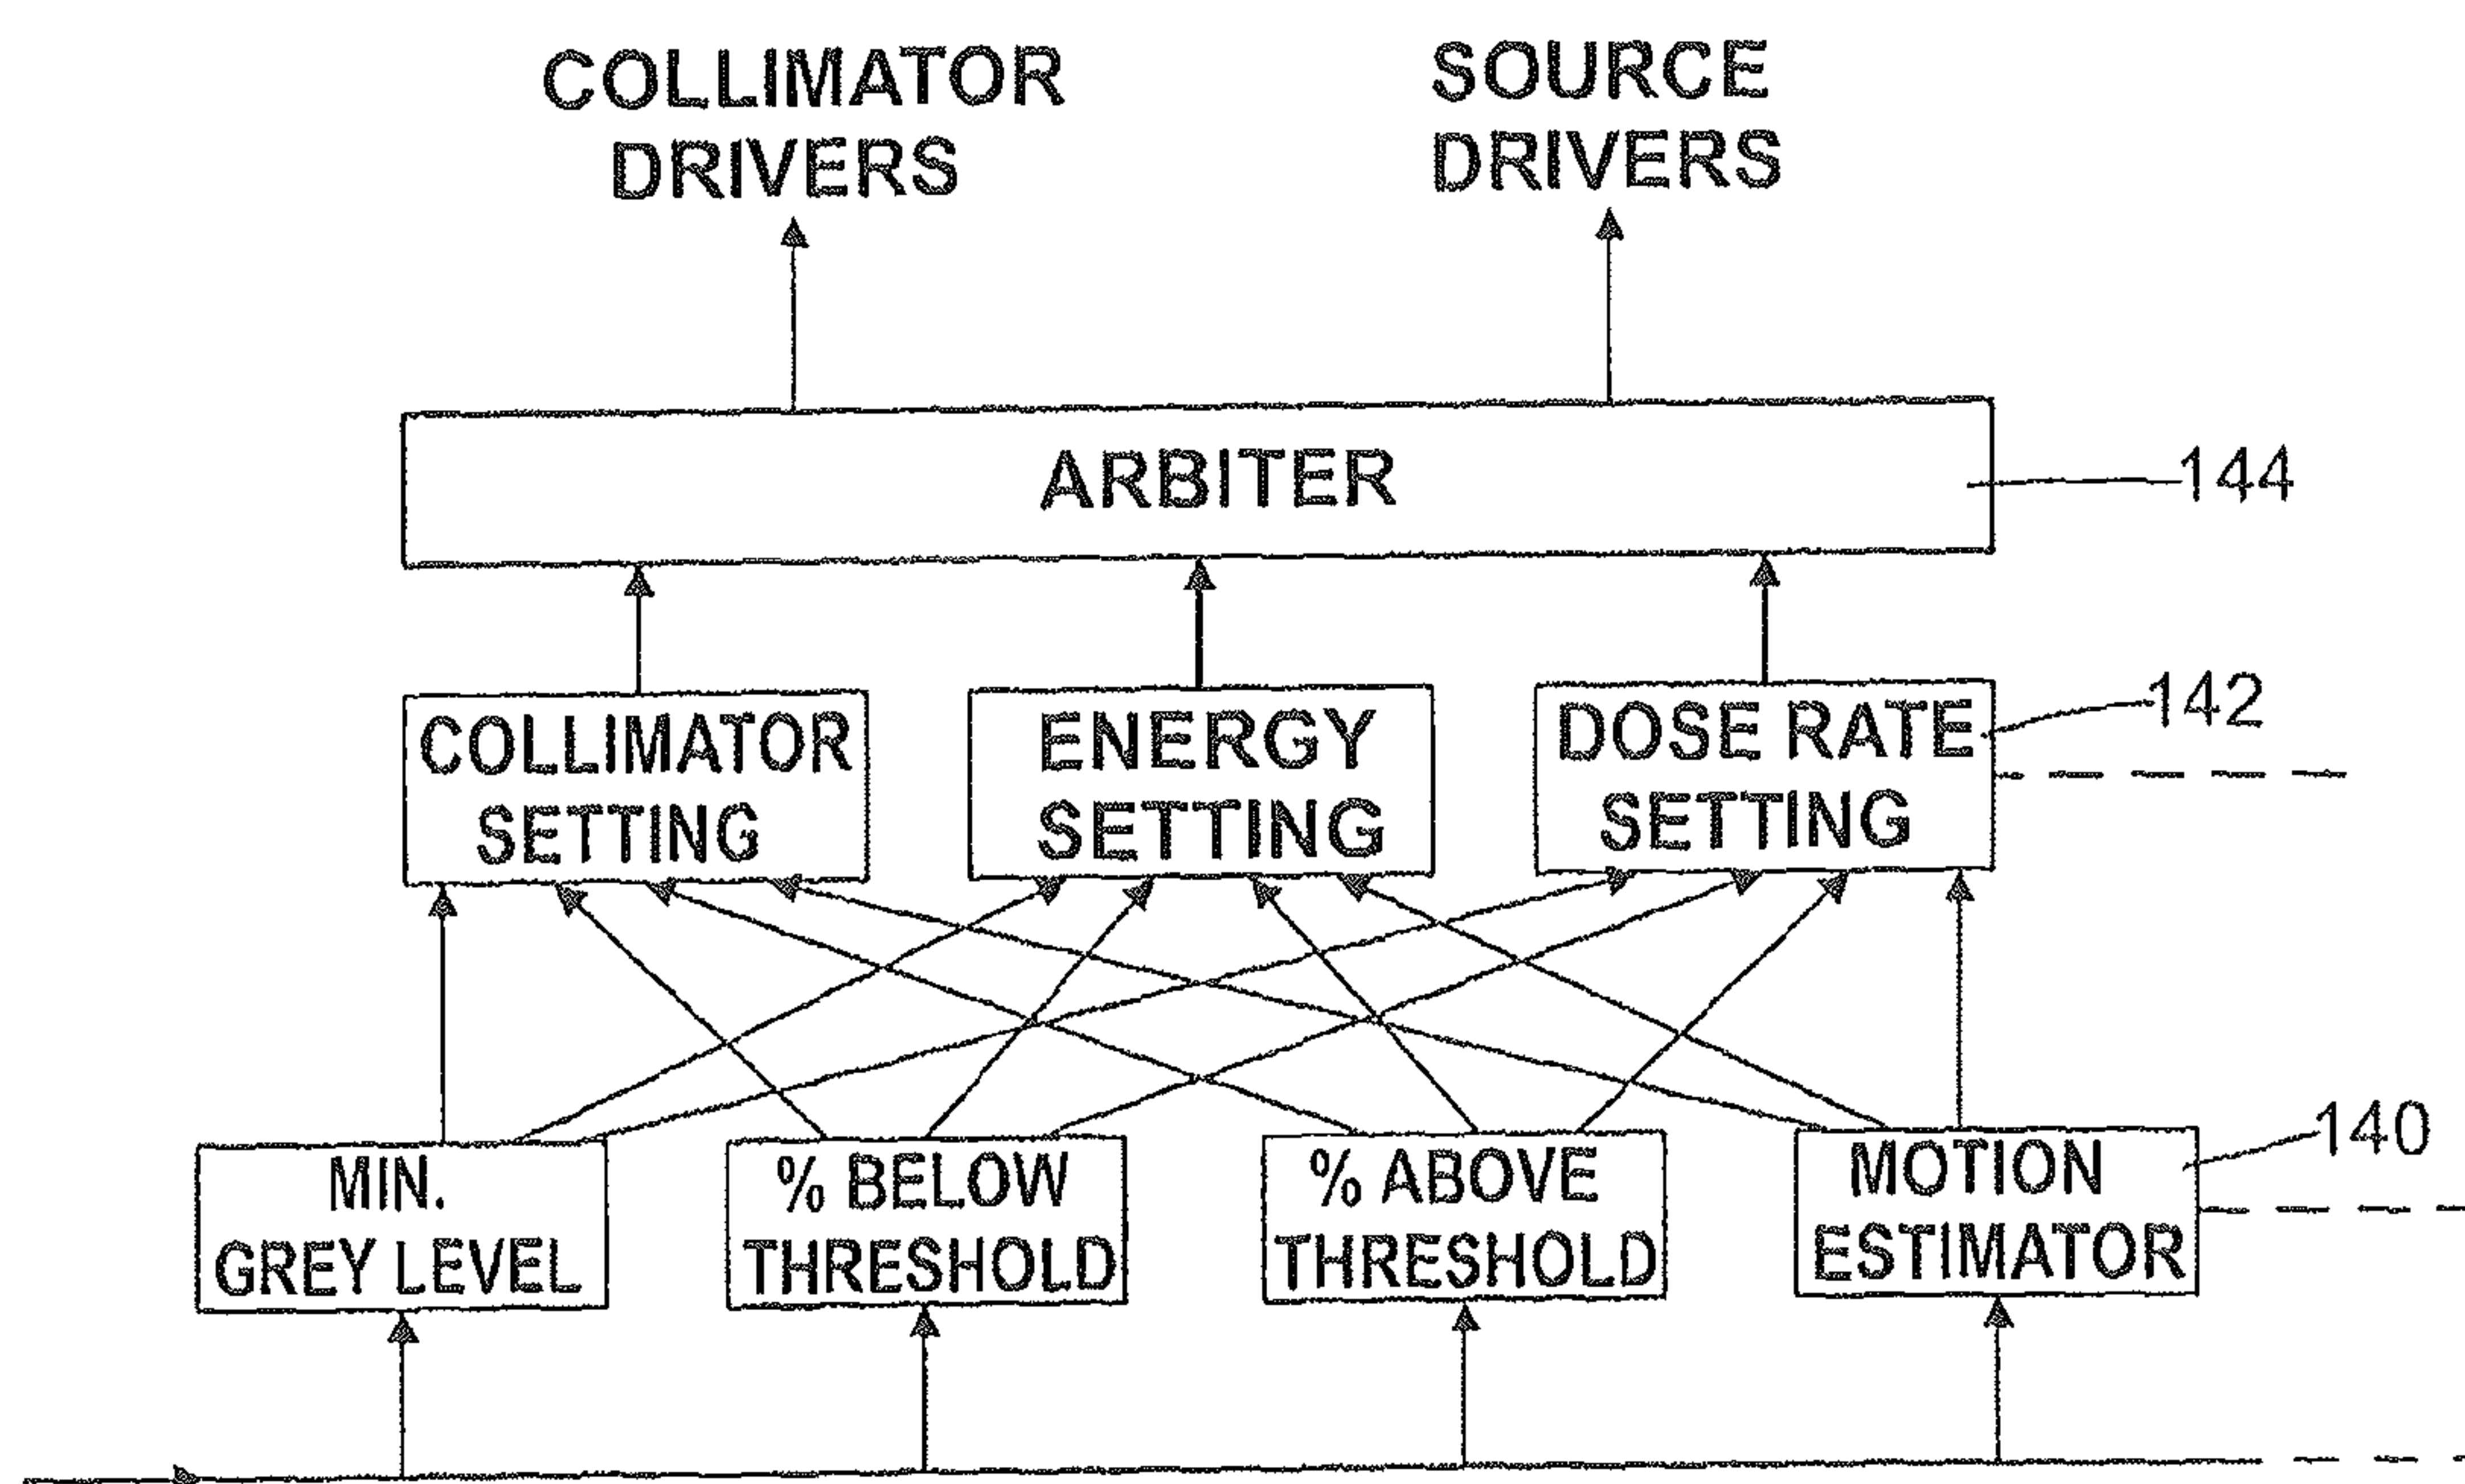 COLLIMATOR
DRIVERS
SOURCE
DRIVERS
ARBITER
144
COLLIMATOR
SETTING
ENERGY
SETTING
DOSE RATE
SETTING
142
MIN.
GREY LEVEL
% BELOW
THRESHOLD
% ABOVE
THRESHOLD
MOTION
ESTIMATOR
140